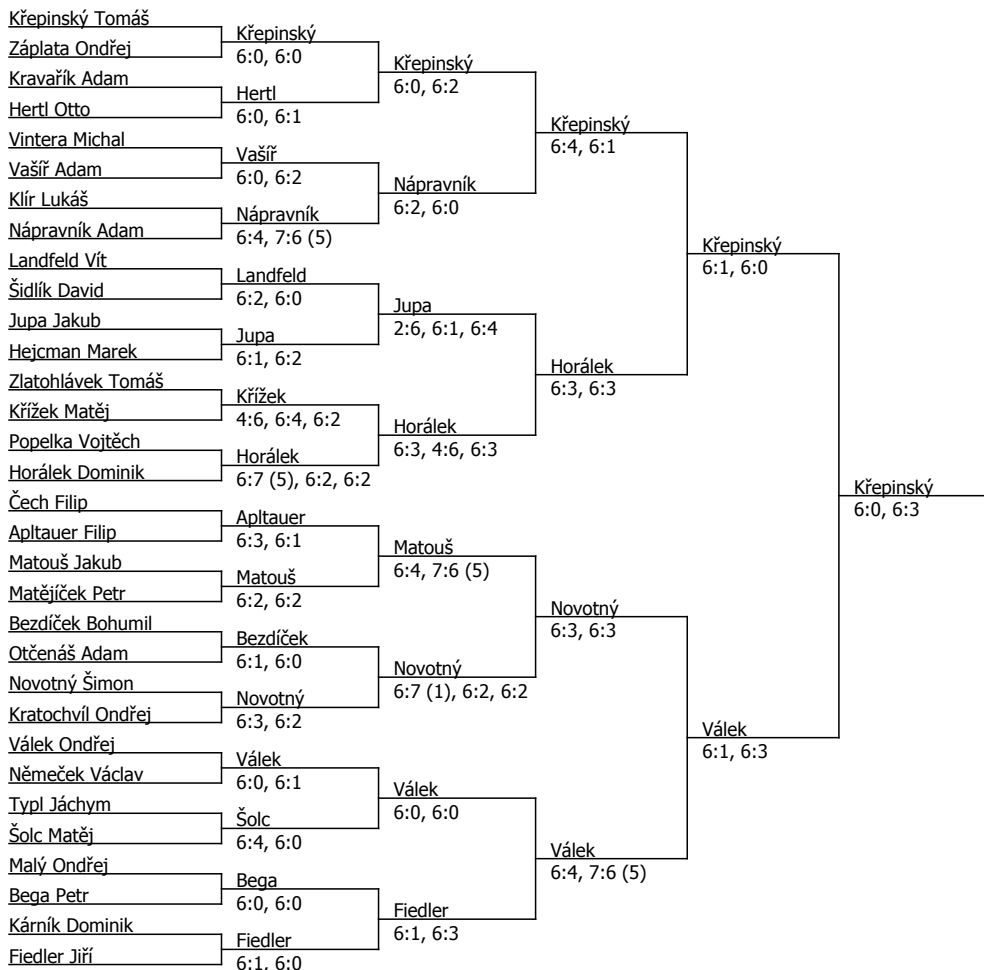 Křepinský Tomáš
Záplata Ondřej
Kravařík Adam
Hertl Otto
Vintera Michal
Vašíř Adam
Klír Lukáš
Nápravník Adam
Landfeld Vít
Šidlík David
Jupa Jakub
Hejcman Marek
Zlatohlávek Tomáš
Křížek Matěj
Popelka Vojtěch
Horálek Dominik
Čech Filip
Apltauer Filip
Matouš Jakub
Matějíček Petr
Bezdíček Bohumil
Otčenáš Adam
Novotný Šimon
Kratochvíl Ondřej
Válek Ondřej
Němeček Václav
Typl Jáchym
Šolc Matěj
Malý Ondřej
Bega Petr
Kárník Dominik
Fiedler Jiří
Křepinský
6:0, 6:0
Hertl
6:0, 6:1
Vašíř
6:0, 6:2
Nápravník
6:4, 7:6 (5)
Landfeld
6:2, 6:0
Jupa
6:1, 6:2
Křížek
4:6, 6:4, 6:2
Horálek
6:7 (5), 6:2, 6:2
Apltauer
6:3, 6:1
Matouš
6:2, 6:2
Bezdíček
6:1, 6:0
Novotný
6:3, 6:2
Válek
6:0, 6:1
Šolc
6:4, 6:0
Bega
6:0, 6:0
Fiedler
6:1, 6:0
Křepinský
6:0, 6:2
Nápravník
6:2, 6:0
Jupa
2:6, 6:1, 6:4
Horálek
6:3, 4:6, 6:3
Matouš
6:4, 7:6 (5)
Novotný
6:7 (1), 6:2, 6:2
Válek
6:0, 6:0
Fiedler
6:1, 6:3
Křepinský
6:4, 6:1
Horálek
6:3, 6:3
Novotný
6:3, 6:3
Válek
6:4, 7:6 (5)
Křepinský
6:1, 6:0
Válek
6:1, 6:3
Křepinský
6:0, 6:3